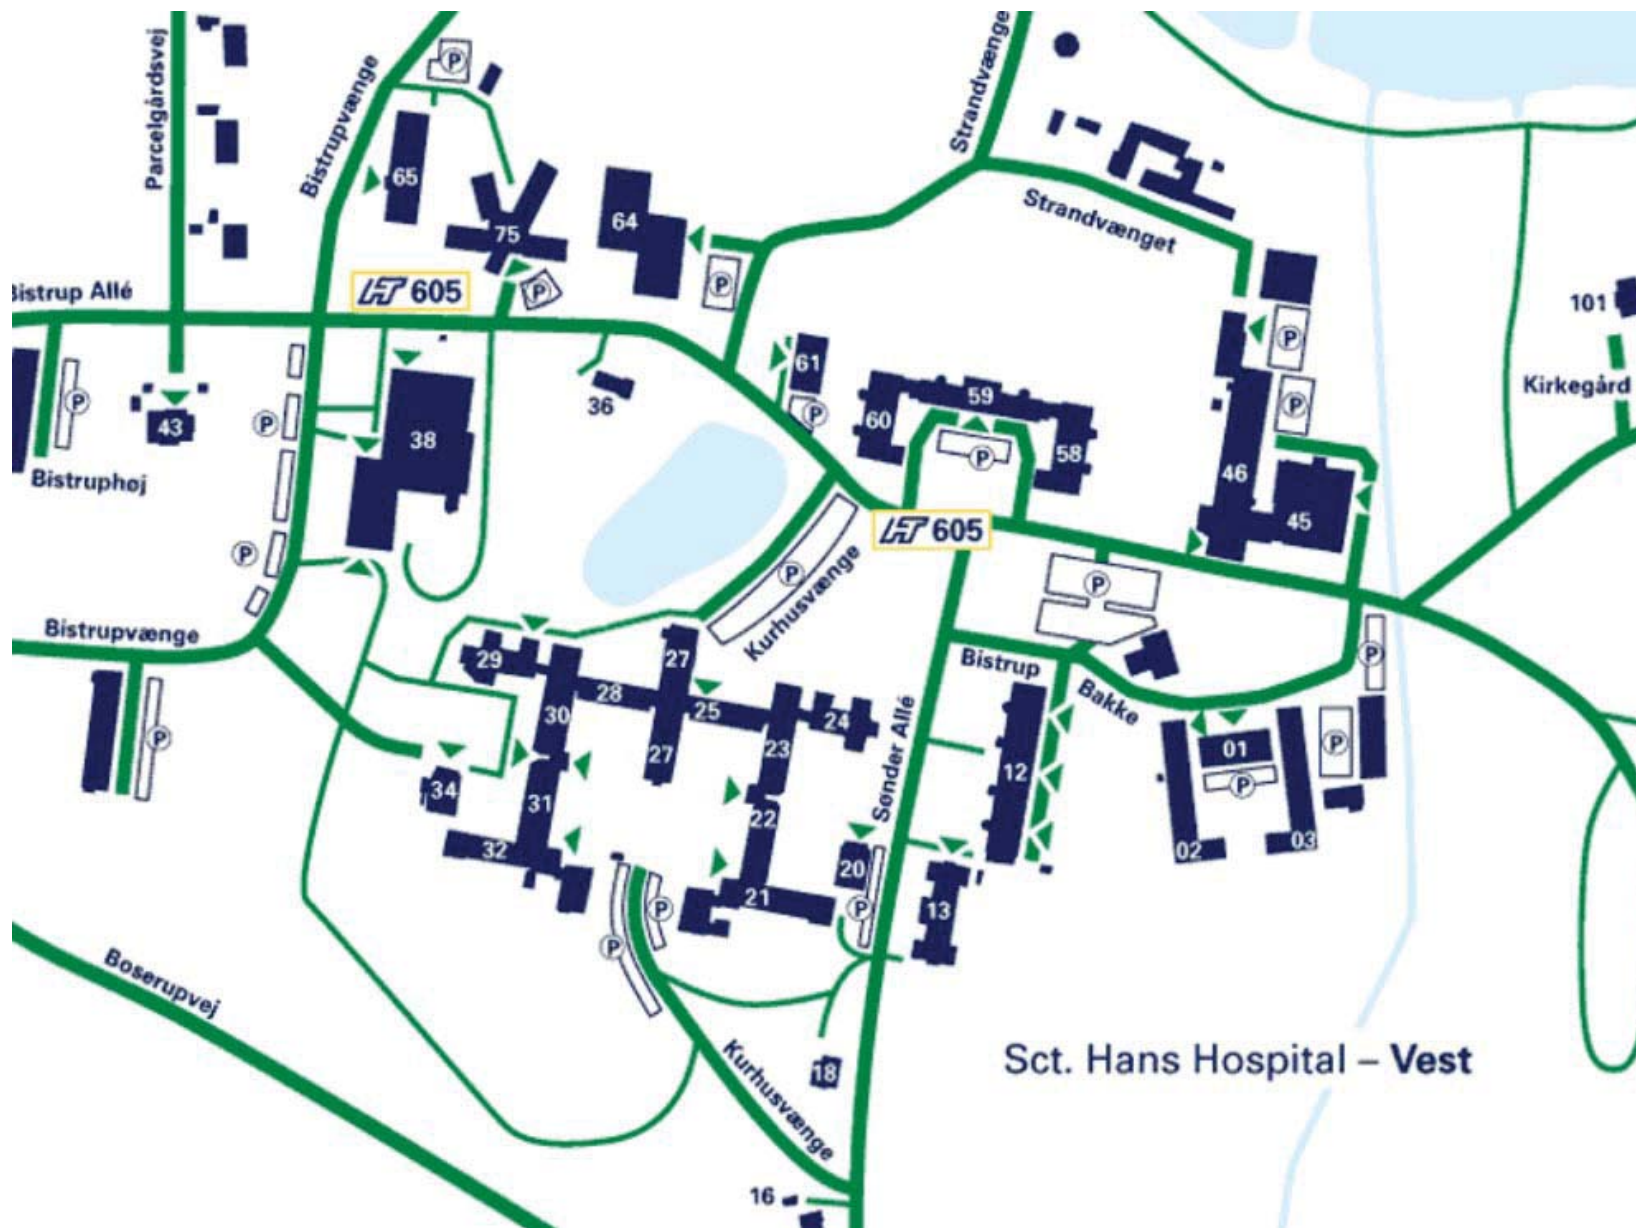 Parcelgårdsvej
Bistrupvænge
P
Strandvænge
65
75
64
Strandvænget
HT 605
P
P
Bistrup Allé
101
P
61
36
59
60
58
P
P
P
P
Kirkegård
43
P
38
46
45
Bistruphøj
HT 605
P
P
P
Kurhusvænge
Bistrupvænge
29
27
28
25
24
30
27
23
Bistrup
Bakke
P
P
01
P
P
12
34
31
22
Sønder Allé
32
20
21
13
02
03
P
P
P
Boserupvej
Sct. Hans Hospital – Vest
Kurhusvænge
18
16